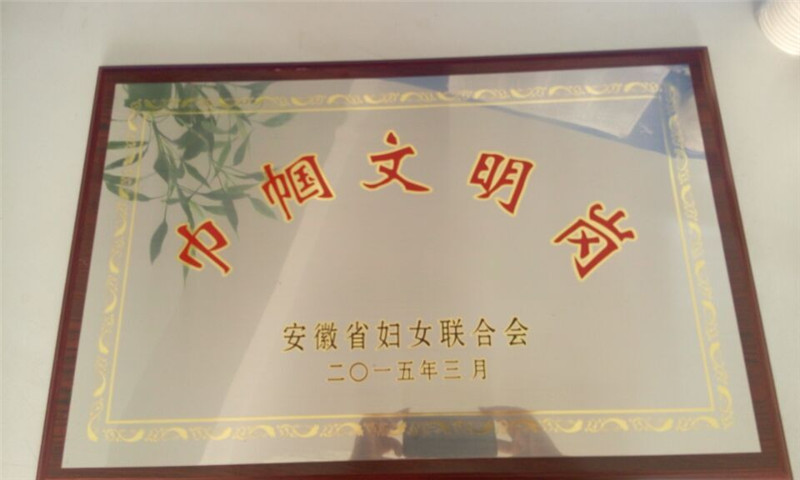 巾帼文明岗
安徽省妇女联合会
二〇一五年三月